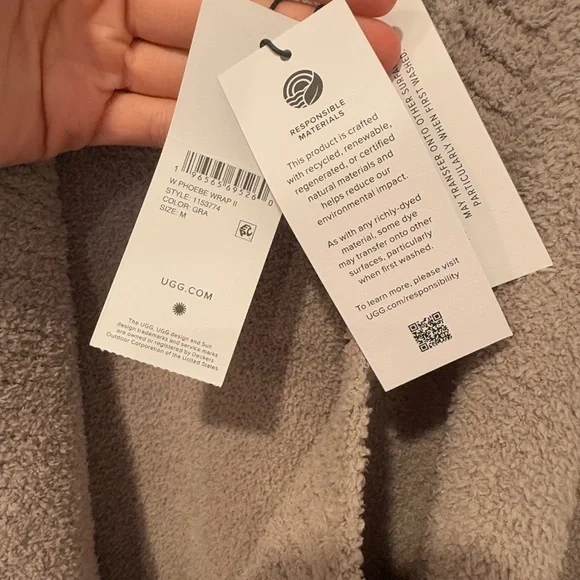 1 96565 69526 0
W PHOEBE WRAP II
STYLE: 1153774
COLOR: GRA
SIZE: M
UGG.COM
The UGG, UGG design and Sun
design trademarks and service marks
are owned or registered by Deckers
Outdoor Corporation of the United States
RESPONSIBLE
MATERIALS
This product is crafted
with recycled, renewable,
regenerated, or certified
natural materials and
helps reduce our
environmental impact.
As with any richly-dyed
material, some dye
may transfer onto other
surfaces, particularly
when first washed.
To learn more, please visit
UGG.com/responsibility
MAY TRANSFER ONTO OTHER
PARTICULARLY WHEN FIRST WASHED.